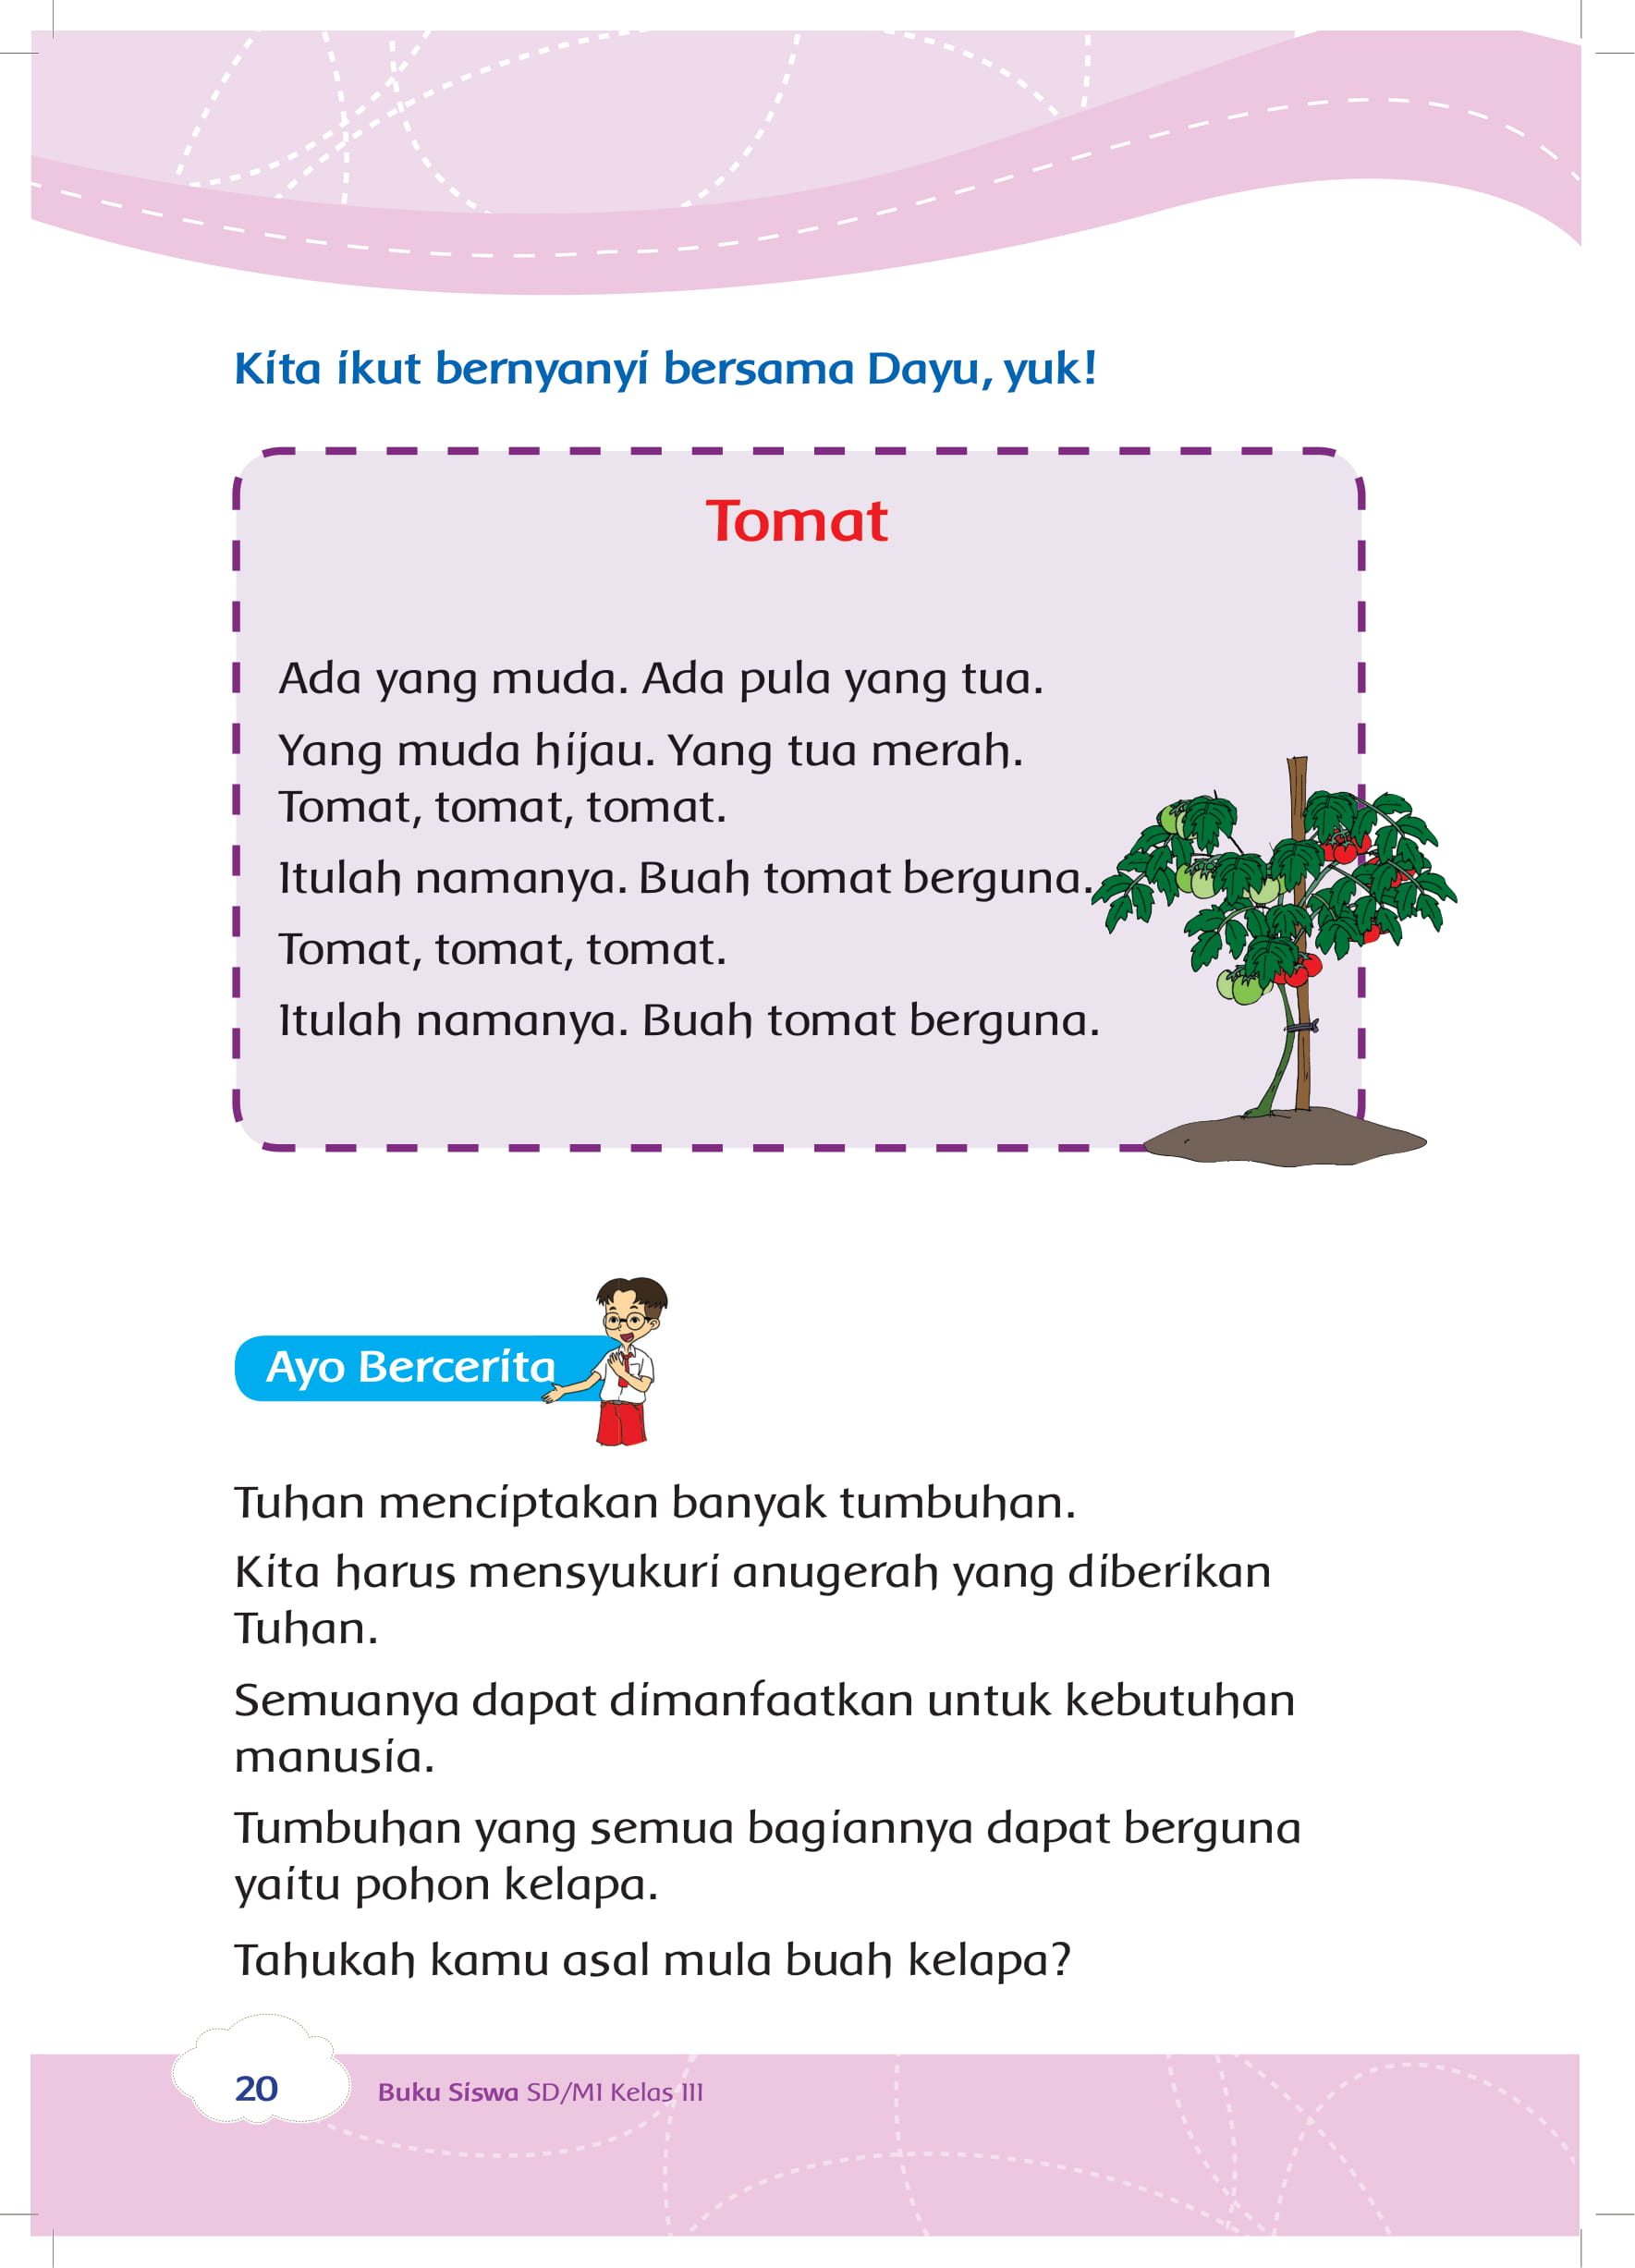 Kita ikut bernyanyi bersama Dayu, yuk!
Tomat
Ada yang muda. Ada pula yang tua.
Yang muda hijau. Yang tua merah.
Tomat, tomat, tomat.
Itulah namanya. Buah tomat berguna.
Tomat, tomat, tomat.
Itulah namanya. Buah tomat berguna.
Ayo Bercerita
Tuhan menciptakan banyak tumbuhan.
Kita harus mensyukuri anugerah yang diberikan
Tuhan.
Semuanya dapat dimanfaatkan untuk kebutuhan
manusia.
Tumbuhan yang semua bagiannya dapat berguna
yaitu pohon kelapa.
Tahukah kamu asal mula buah kelapa?
20
Buku Siswa SD/MI Kelas III